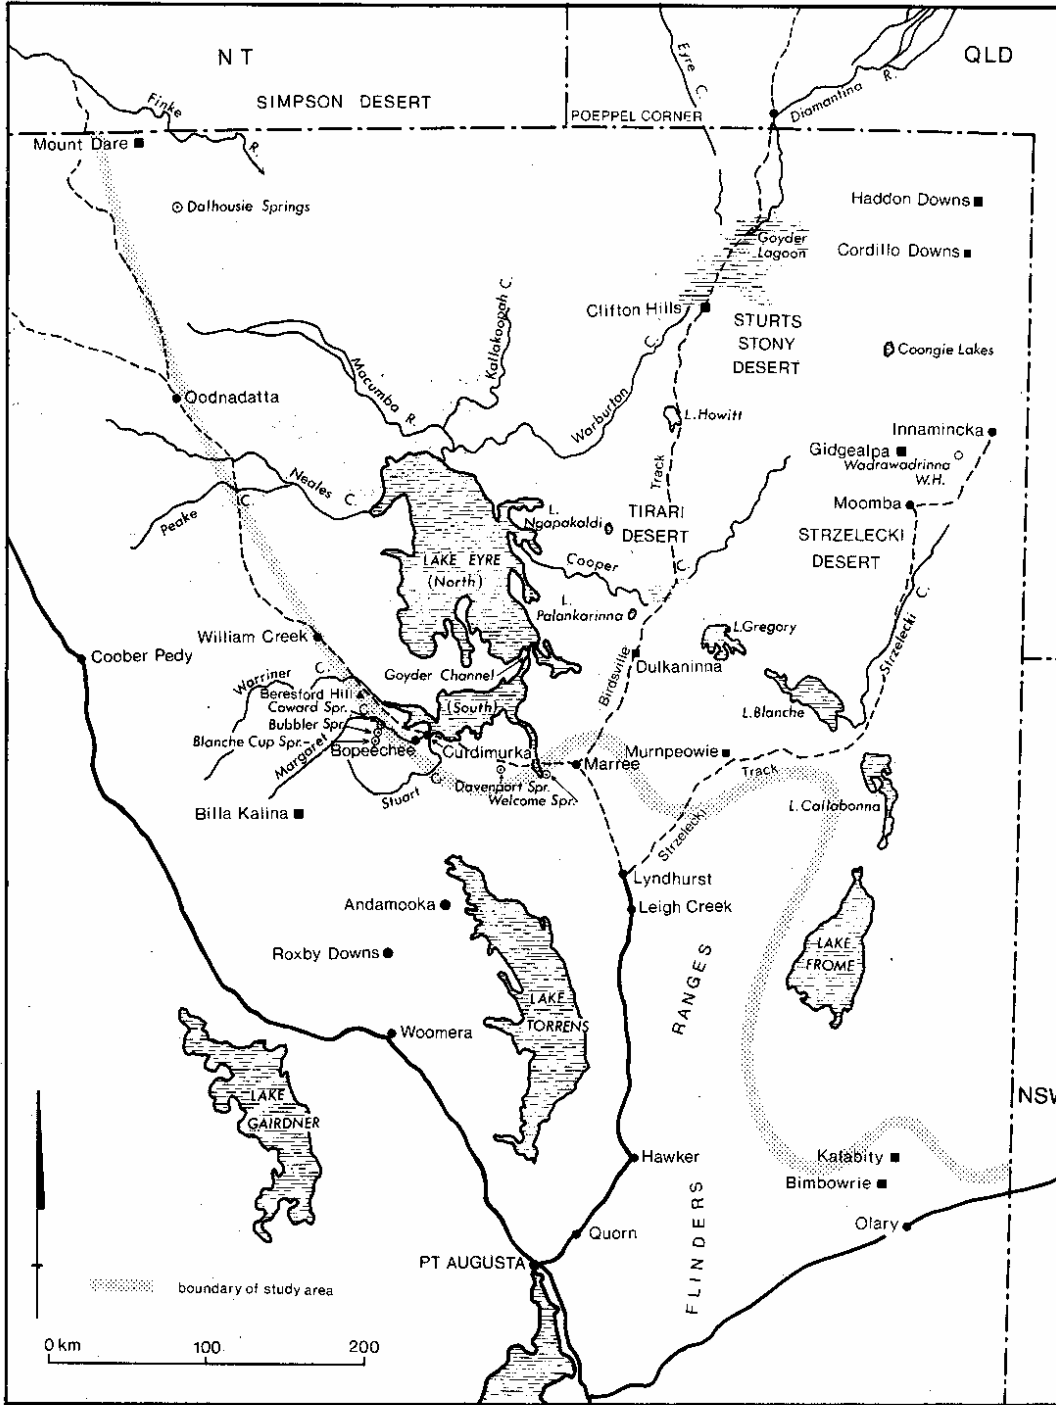 NT
QLD
SIMPSON DESERT
Finke
R.
Eyre C.
Diamantina R.
POEPPEL CORNER
Mount Dare
Dalhousie Springs
Haddon Downs
Goyder
Lagoon
Cordillo Downs
Kallakoopah C.
Clifton Hills
STURTS
STONY
DESERT
Macumba R.
Warburton C.
Coongie Lakes
Oodnadatta
L.Howitt
Innamincka
Gidgealpa
Wadrawadrinna
W.H.
Track
Neales C.
Peake C.
L.
Ngapakaldi
TIRARI
DESERT
Moomba
STRZELECKI
DESERT
LAKE EYRE
(North)
Cooper C.
L.
Palankarinna
L.Gregory
Strzelecki C.
William Creek
Coober Pedy
Goyder Channel
Birdsville
Dulkaninna
Warriner C.
Beresford Hill
Coward Spr.
Bubbler Spr.
Blanche Cup Spr.
(South)
L.Blanche
Margaret C.
Bopeechee
Curdimurka
Marree
Murnpeowie
Track
Stuart C.
Davenport Spr.
Welcome Spr.
L.Callabonna
Billa Kalina
Strzelecki
Lyndhurst
Andamooka
Leigh Creek
Roxby Downs
LAKE
FROME
RANGES
LAKE
TORRENS
Woomera
LAKE
GAIRDNER
NSW
Hawker
Kalabity
Bimbowrie
FLINDERS
Quorn
Olary
PT AUGUSTA
boundary of study area
0 km 100 200